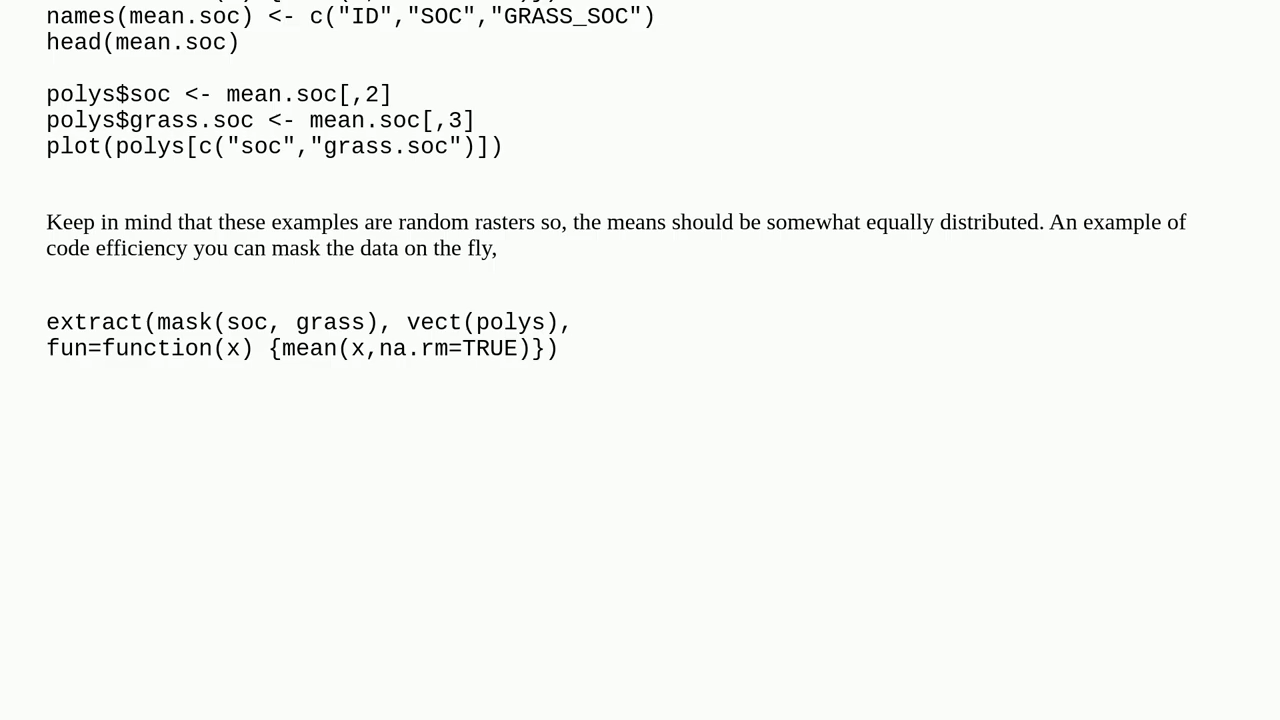 names(mean.soc) <- c("ID","SOC","GRASS_SOC")
head(mean.soc)
polys$soc <- mean.soc[,2]
polys$grass.soc <- mean.soc[,3]
plot(polys[c("soc","grass.soc")])
Keep in mind that these examples are random rasters so, the means should be somewhat equally distributed. An example of
code efficiency you can mask the data on the fly,
extract(mask(soc, grass), vect(polys),
fun=function(x) {mean(x,na.rm=TRUE)})